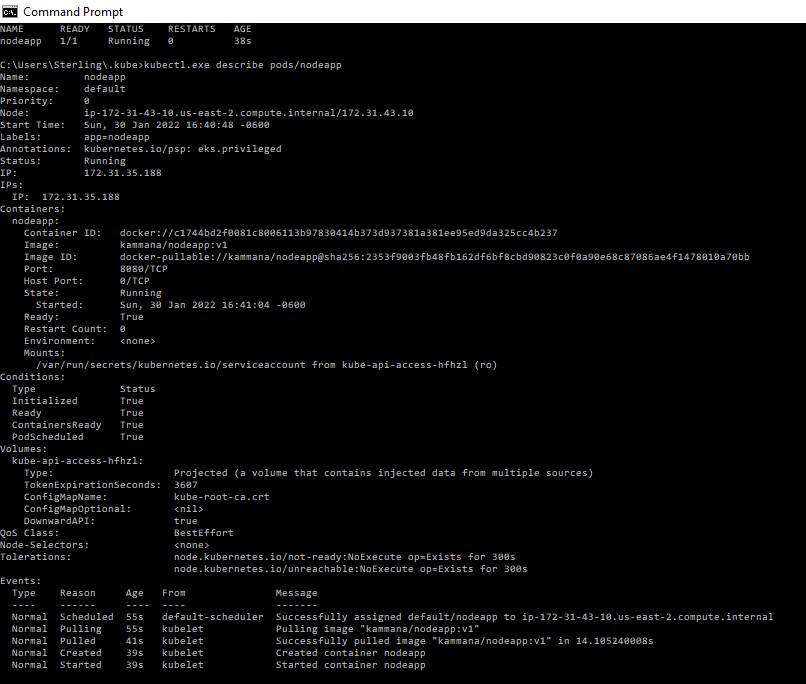 Command Prompt
NAME      READY   STATUS    RESTARTS   AGE
nodeapp   1/1     Running   0          38s
C:\Users\Sterling\.kube>kubectl.exe describe pods/nodeapp
Name:         nodeapp
Namespace:    default
Priority:     0
Node:         ip-172-31-43-10.us-east-2.compute.internal/172.31.43.10
Start Time:   Sun, 30 Jan 2022 16:40:48 -0600
Labels:       app=nodeapp
Annotations:  kubernetes.io/psp: eks.privileged
Status:       Running
IP:           172.31.35.188
IPs:
  IP:  172.31.35.188
Containers:
  nodeapp:
    Container ID:   docker://c1744bd2f0081c8006113b97830414b373d937381a381ee95ed9da325cc4b237
    Image:          kammana/nodeapp:v1
    Image ID:       docker-pullable://kammana/nodeapp@sha256:2353f9003fb48fb162df6bf8cbd90823c0f0a90e68c87086ae4f1478010a70bb
    Port:           8080/TCP
    Host Port:      0/TCP
    State:          Running
      Started:      Sun, 30 Jan 2022 16:41:04 -0600
    Ready:          True
    Restart Count:  0
    Environment:    <none>
    Mounts:
      /var/run/secrets/kubernetes.io/serviceaccount from kube-api-access-hfhzl (ro)
Conditions:
  Type              Status
  Initialized       True
  Ready             True
  ContainersReady   True
  PodScheduled      True
Volumes:
  kube-api-access-hfhzl:
    Type:                    Projected (a volume that contains injected data from multiple sources)
    TokenExpirationSeconds:  3607
    ConfigMapName:           kube-root-ca.crt
    ConfigMapOptional:       <nil>
    DownwardAPI:             true
QoS Class:                   BestEffort
Node-Selectors:              <none>
Tolerations:                 node.kubernetes.io/not-ready:NoExecute op=Exists for 300s
                             node.kubernetes.io/unreachable:NoExecute op=Exists for 300s
Events:
  Type    Reason     Age   From               Message
  ----    ------     ----  ----               -------
  Normal  Scheduled  55s   default-scheduler  Successfully assigned default/nodeapp to ip-172-31-43-10.us-east-2.compute.internal
  Normal  Pulling    55s   kubelet            Pulling image "kammana/nodeapp:v1"
  Normal  Pulled     41s   kubelet            Successfully pulled image "kammana/nodeapp:v1" in 14.105240008s
  Normal  Created    39s   kubelet            Created container nodeapp
  Normal  Started    39s   kubelet            Started container nodeapp